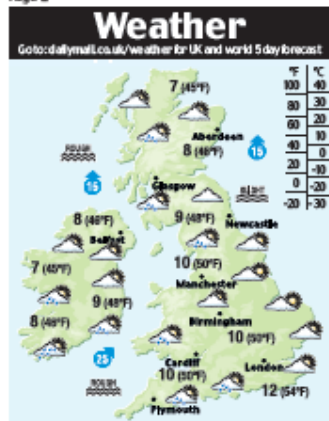 Weather
Go to: dailymail.co.uk/weather for UK and world 5 day forecast
°F °C
100 40
80 30
60 20
40 10
20 0
0 -10
-20 -20
-30
7 (45°F)
Aberdeen
8 (46°F)
15
ROUGH
15
Glasgow
SLIGHT
9 (48°F)
Newcastle
8 (46°F)
Belfast
10 (50°F)
7 (45°F)
Manchester
9 (48°F)
8 (46°F)
Birmingham
10 (50°F)
25
Cardiff
London
10 (50°F)
ROUGH
12 (54°F)
Plymouth